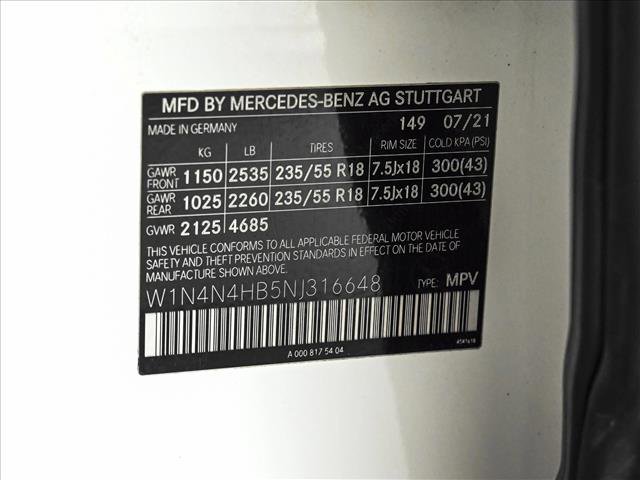 MFD BY MERCEDES-BENZ AG STUTTGART
MADE IN GERMANY 149 07/21
KG LB TIRES RIM SIZE COLD KPA (PSI)
GAWR FRONT 1150 2535 235/55 R18 7.5Jx18 300(43)
GAWR REAR 1025 2260 235/55 R18 7.5Jx18 300(43)
GVWR 2125 4685
THIS VEHICLE CONFORMS TO ALL APPLICABLE FEDERAL MOTOR VEHICLE
SAFETY AND THEFT PREVENTION STANDARDS IN EFFECT ON THE DATE
OF MANUFACTURE SHOWN ABOVE.
W1N4N4HB5NJ316648 TYPE: MPV
A 000 817 54 04